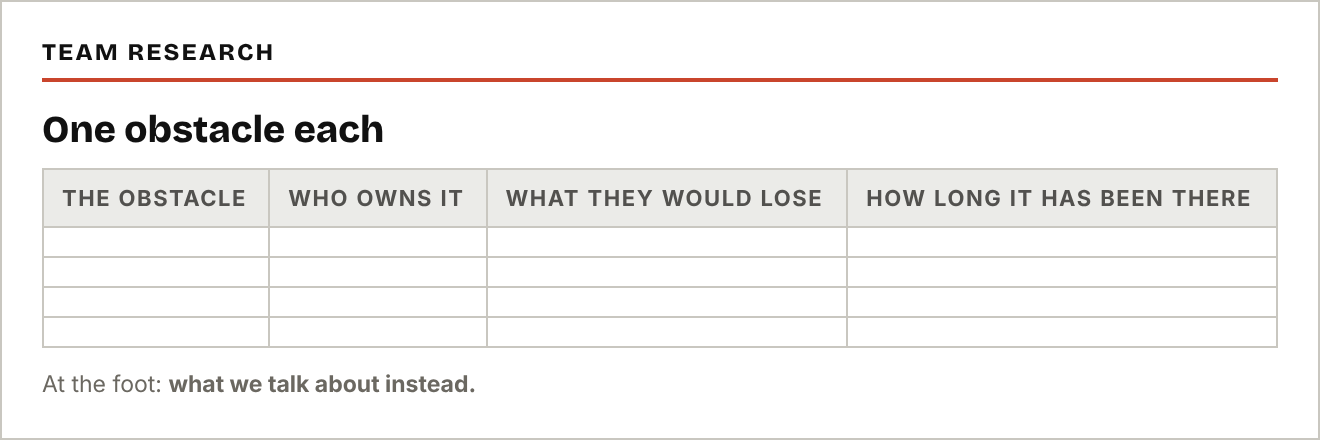 TEAM RESEARCH
One obstacle each
THE OBSTACLE WHO OWNS IT WHAT THEY WOULD LOSE HOW LONG IT HAS BEEN THERE
At the foot: what we talk about instead.